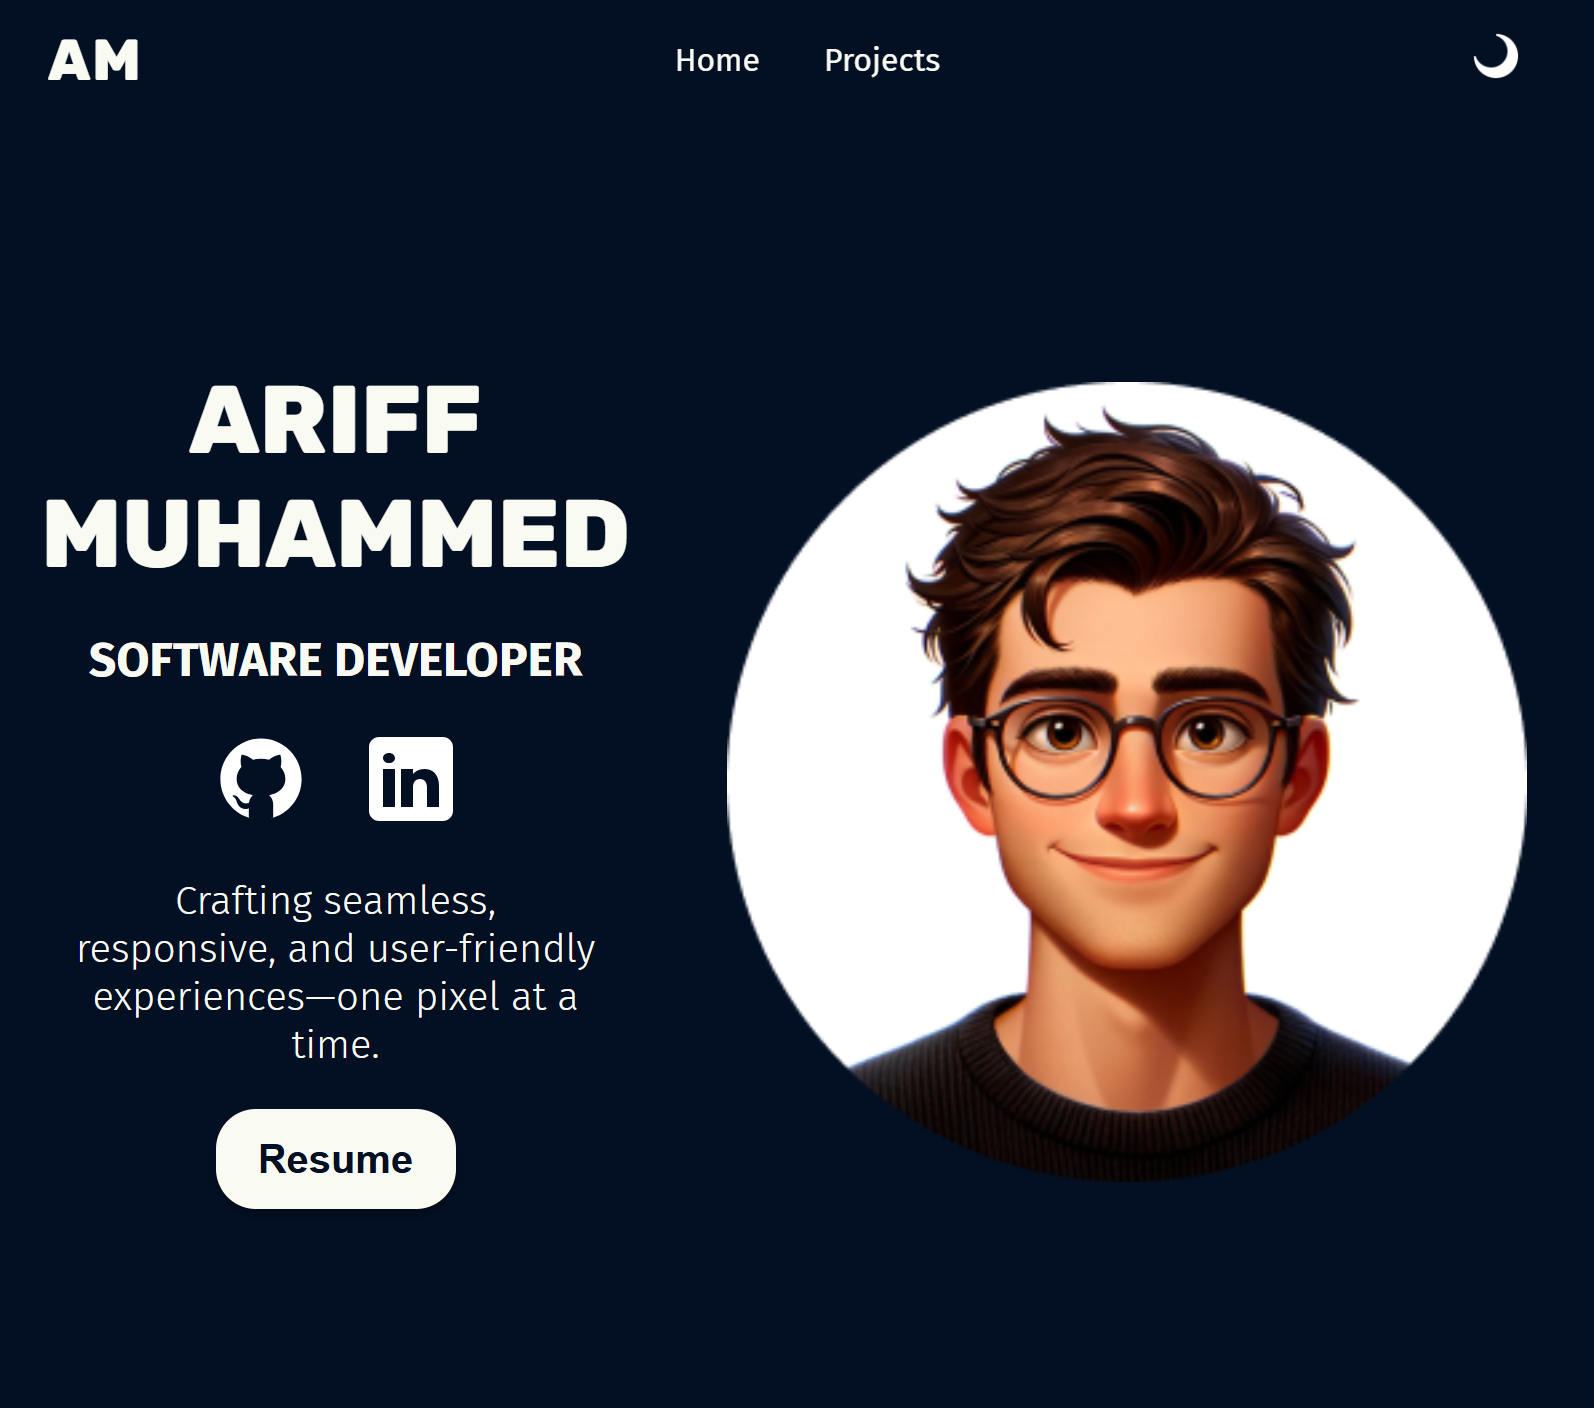 AM
Home Projects
ARIFF
MUHAMMED
SOFTWARE DEVELOPER
in
Crafting seamless,
responsive, and user-friendly
experiences—one pixel at a
time.
Resume